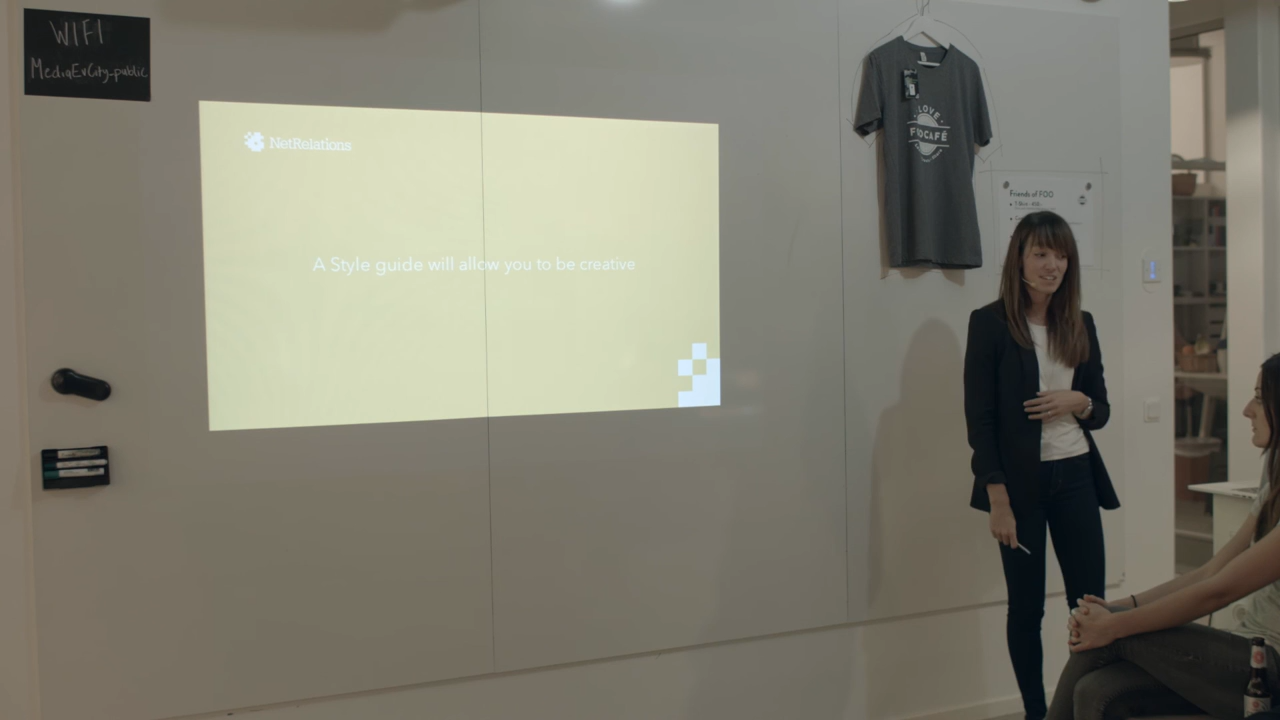 WIFI
MediaEvCity_public
NetRelations
A Style guide will allow you to be creative
LOVE
FOOCAFÉ
Friends of FOO